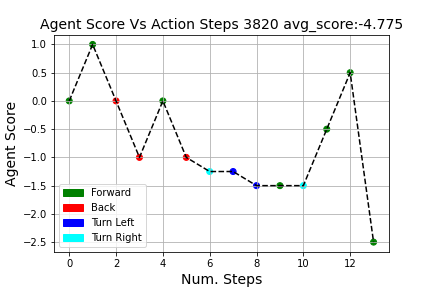 Agent Score Vs Action Steps 3820 avg_score:-4.775
Agent Score
1.0
0.5
0.0
−0.5
−1.0
−1.5
−2.0
−2.5
Forward
Back
Turn Left
Turn Right
0 2 4 6 8 10 12
Num. Steps